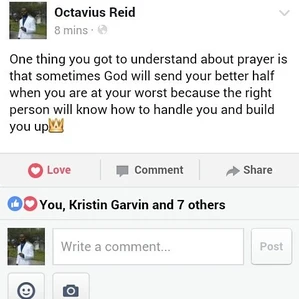 Octavius Reid
8 mins ·
One thing you got to understand about prayer is
that sometimes God will send your better half
when you are at your worst because the right
person will know how to handle you and build
you up
Love Comment Share
You, Kristin Garvin and 7 others
Write a comment... Post